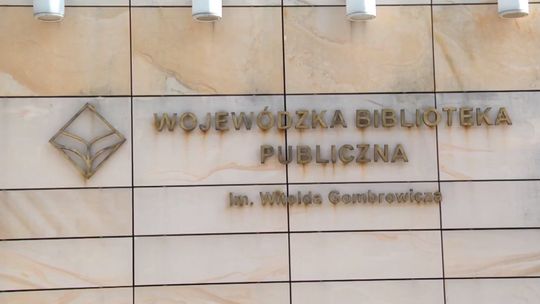 WOJEWÓDZKA BIBLIOTEKA
PUBLICZNA
im. Witolda Gombrowicza